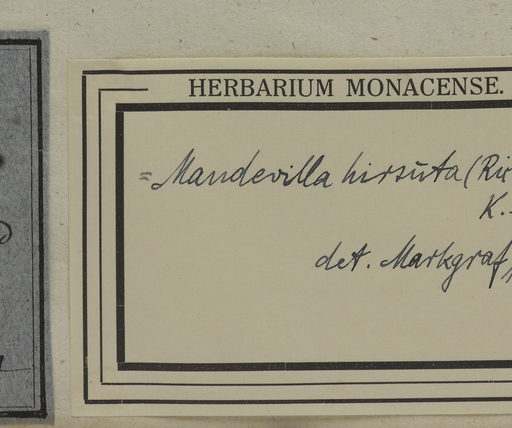 HERBARIUM MONACENSE.
= Mandevilla hirsuta (Ri
K.
det. Markgraf,